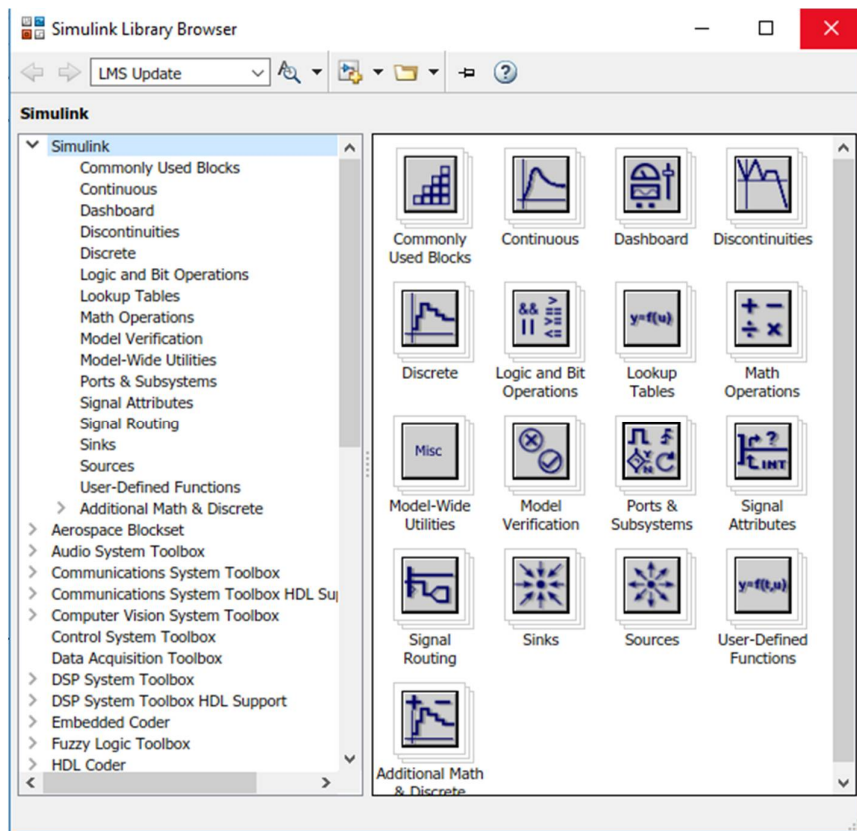 Simulink Library Browser
LMS Update
Simulink
Simulink
Commonly Used Blocks
Continuous
Dashboard
Discontinuities
Discrete
Logic and Bit Operations
Lookup Tables
Math Operations
Model Verification
Model-Wide Utilities
Ports & Subsystems
Signal Attributes
Signal Routing
Sinks
Sources
User-Defined Functions
Additional Math & Discrete
Aerospace Blockset
Audio System Toolbox
Communications System Toolbox
Communications System Toolbox HDL Su
Computer Vision System Toolbox
Control System Toolbox
Data Acquisition Toolbox
DSP System Toolbox
DSP System Toolbox HDL Support
Embedded Coder
Fuzzy Logic Toolbox
HDL Coder
Commonly
Used Blocks
Continuous
Dashboard
Discontinuities
&& >
|| ==
>=
<=
y=f(u)
+ −
÷ ×
Discrete
Logic and Bit
Operations
Lookup
Tables
Math
Operations
Misc
Y
N
?
INT
Model-Wide
Utilities
Model
Verification
Ports &
Subsystems
Signal
Attributes
y=f(t,u)
Signal
Routing
Sinks
Sources
User-Defined
Functions
+ −
Additional Math
& Discrete